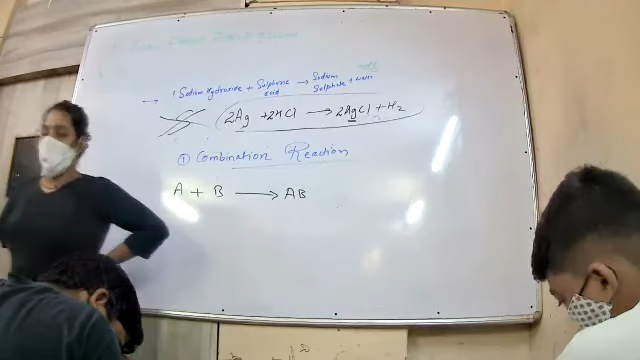 → 1 Sodium Hydroxide + Sulphuric acid → Sodium Sulphate + water
2Ag + 2HCl → 2AgCl + H2
① Combination Reaction
A + B → AB